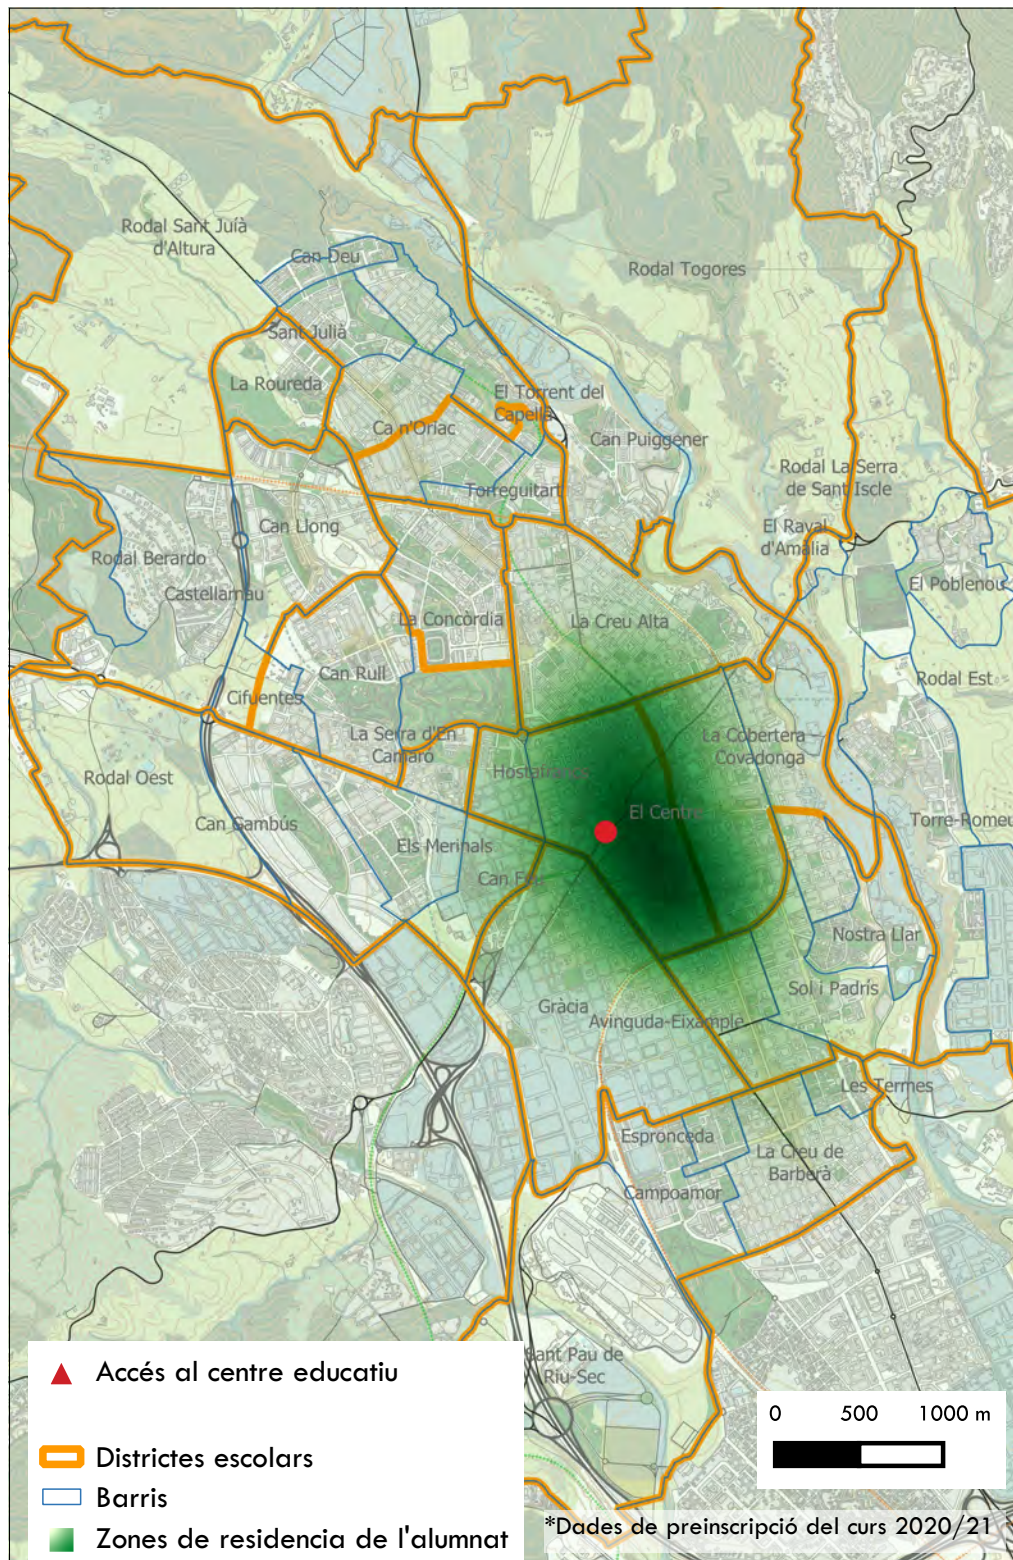 Rodal Sant Juíà
d'Altura
Can Deu
Rodal Togores
Sant Julià
La Roureda
El Torrent del
Capella
Ca n'Oriac
Can Puiggener
Rodal La Serra
de Sant Iscle
Torreguitart
Can Llong
El Raval
d'Amàlia
Rodal Berardo
El Poblenou
Castellarnau
La Concòrdia
La Creu Alta
Can Rull
Rodal Est
Cifuentes
La Serra d'En
Camaró
La Cobertera
Covadonga
Hostafrancs
Rodal Oest
El Centre
Can Gambús
Torre-Romeu
Els Merinals
Can Feu
Nostra Llar
Sol i Padrís
Gràcia
Avinguda-Eixample
Les Termes
Espronceda
La Creu de
Barberà
Campoamor
Sant Pau de
Riu-Sec
Accés al centre educatiu
Districtes escolars
Barris
Zones de residencia de l'alumnat
0 500 1000 m
*Dades de preinscripció del curs 2020/21